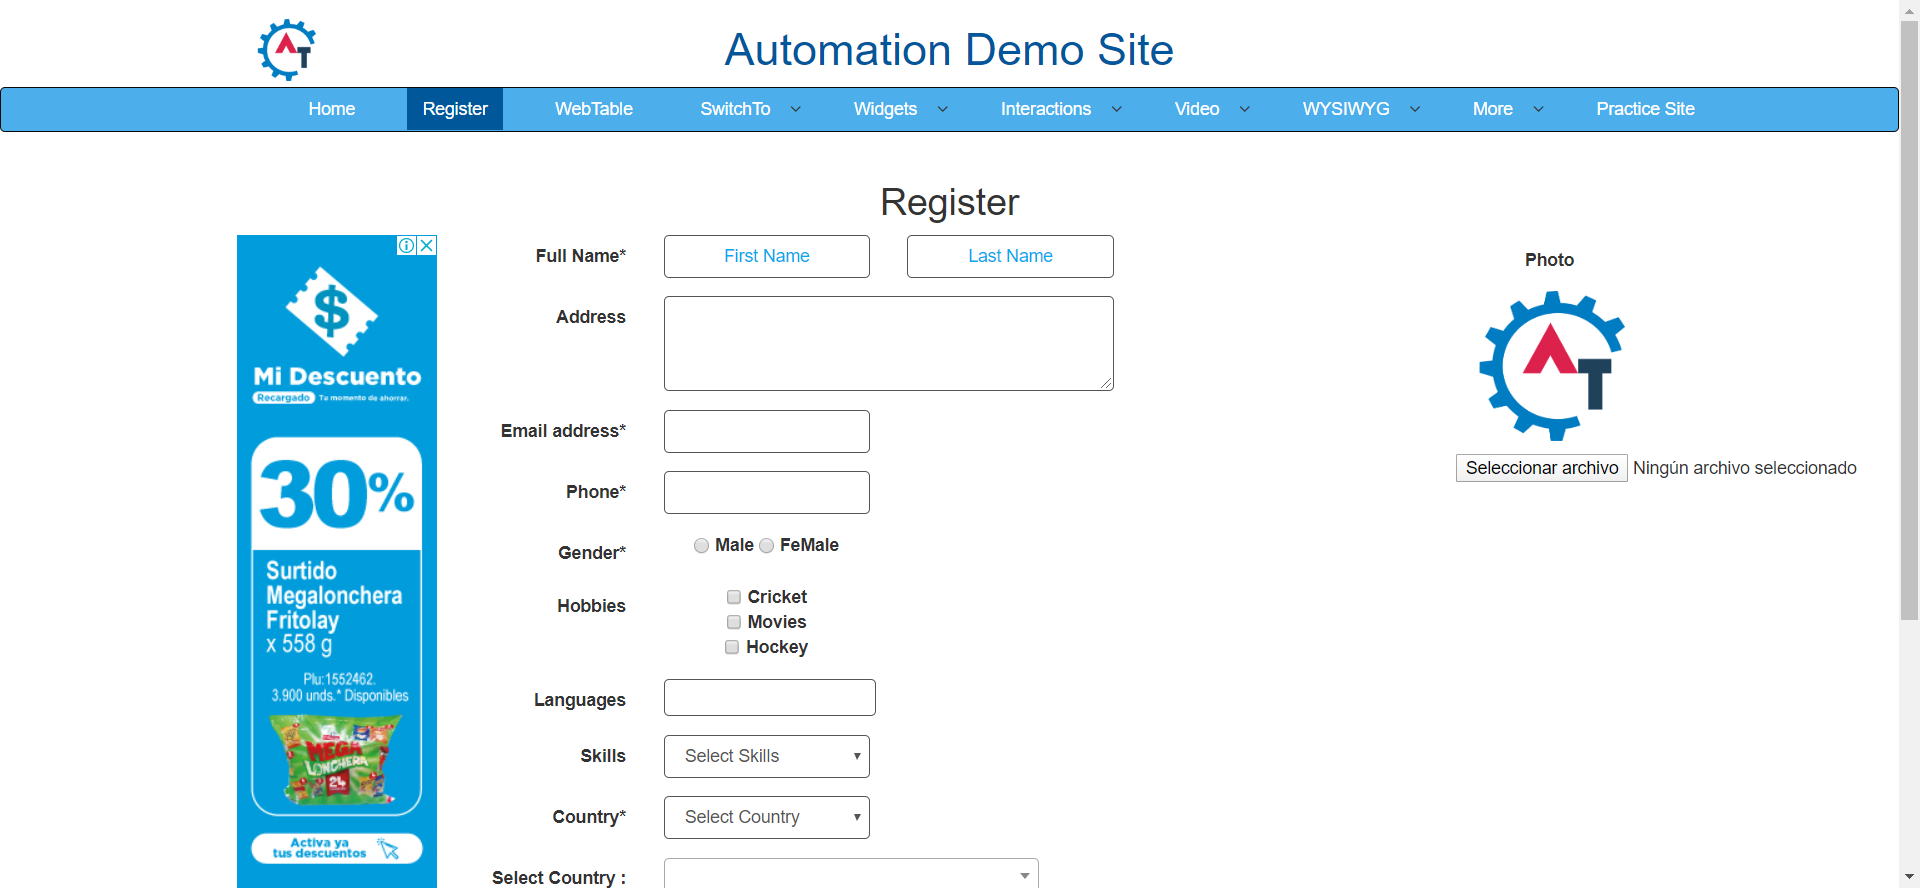 AT
Automation Demo Site
Home Register WebTable SwitchTo Widgets Interactions Video WYSIWYG More Practice Site
Register
$
Mi Descuento
Recargado Tu momento de ahorrar.
30%
Surtido
Megalonchera
Fritolay
x 558 g
Plu:1552462.
3.900 unds.* Disponibles
MEGA
LONCHERA
24
Activa ya
tus descuentos
Full Name* First Name Last Name
Address
Email address*
Phone*
Gender* Male FeMale
Hobbies Cricket
Movies
Hockey
Languages
Skills Select Skills
Country* Select Country
Select Country :
Photo
AT
Seleccionar archivo Ningún archivo seleccionado